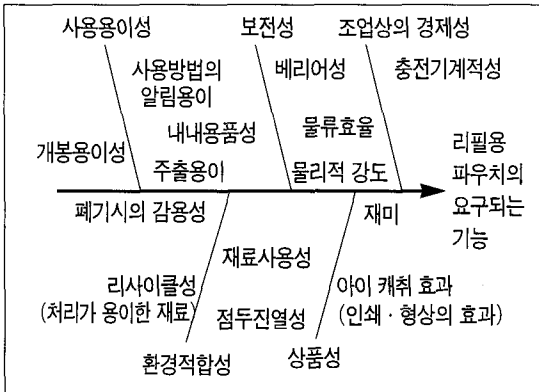 사용용이성
보전성
조업상의 경제성
사용방법의
알림용이
베리어성
충전기계적성
내내용품성
물류효율
개봉용이성
주출용이
물리적 강도
리필용
파우치의
요구되는
기능
폐기시의 감용성
재미
재료사용성
리사이클성
(처리가 용이한 재료)
아이 캐취 효과
(인쇄·형상의 효과)
점두진열성
환경적합성
상품성